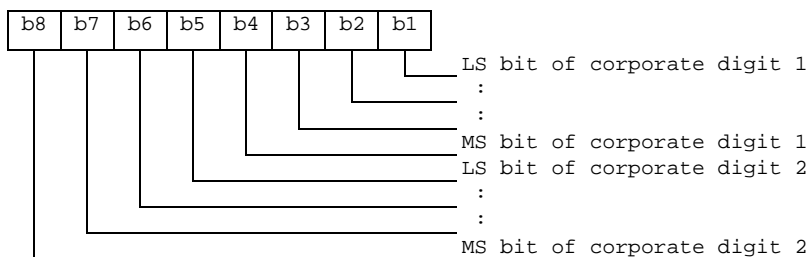 b8 b7 b6 b5 b4 b3 b2 b1
LS bit of corporate digit 1
:
:
MS bit of corporate digit 1
LS bit of corporate digit 2
:
:
MS bit of corporate digit 2